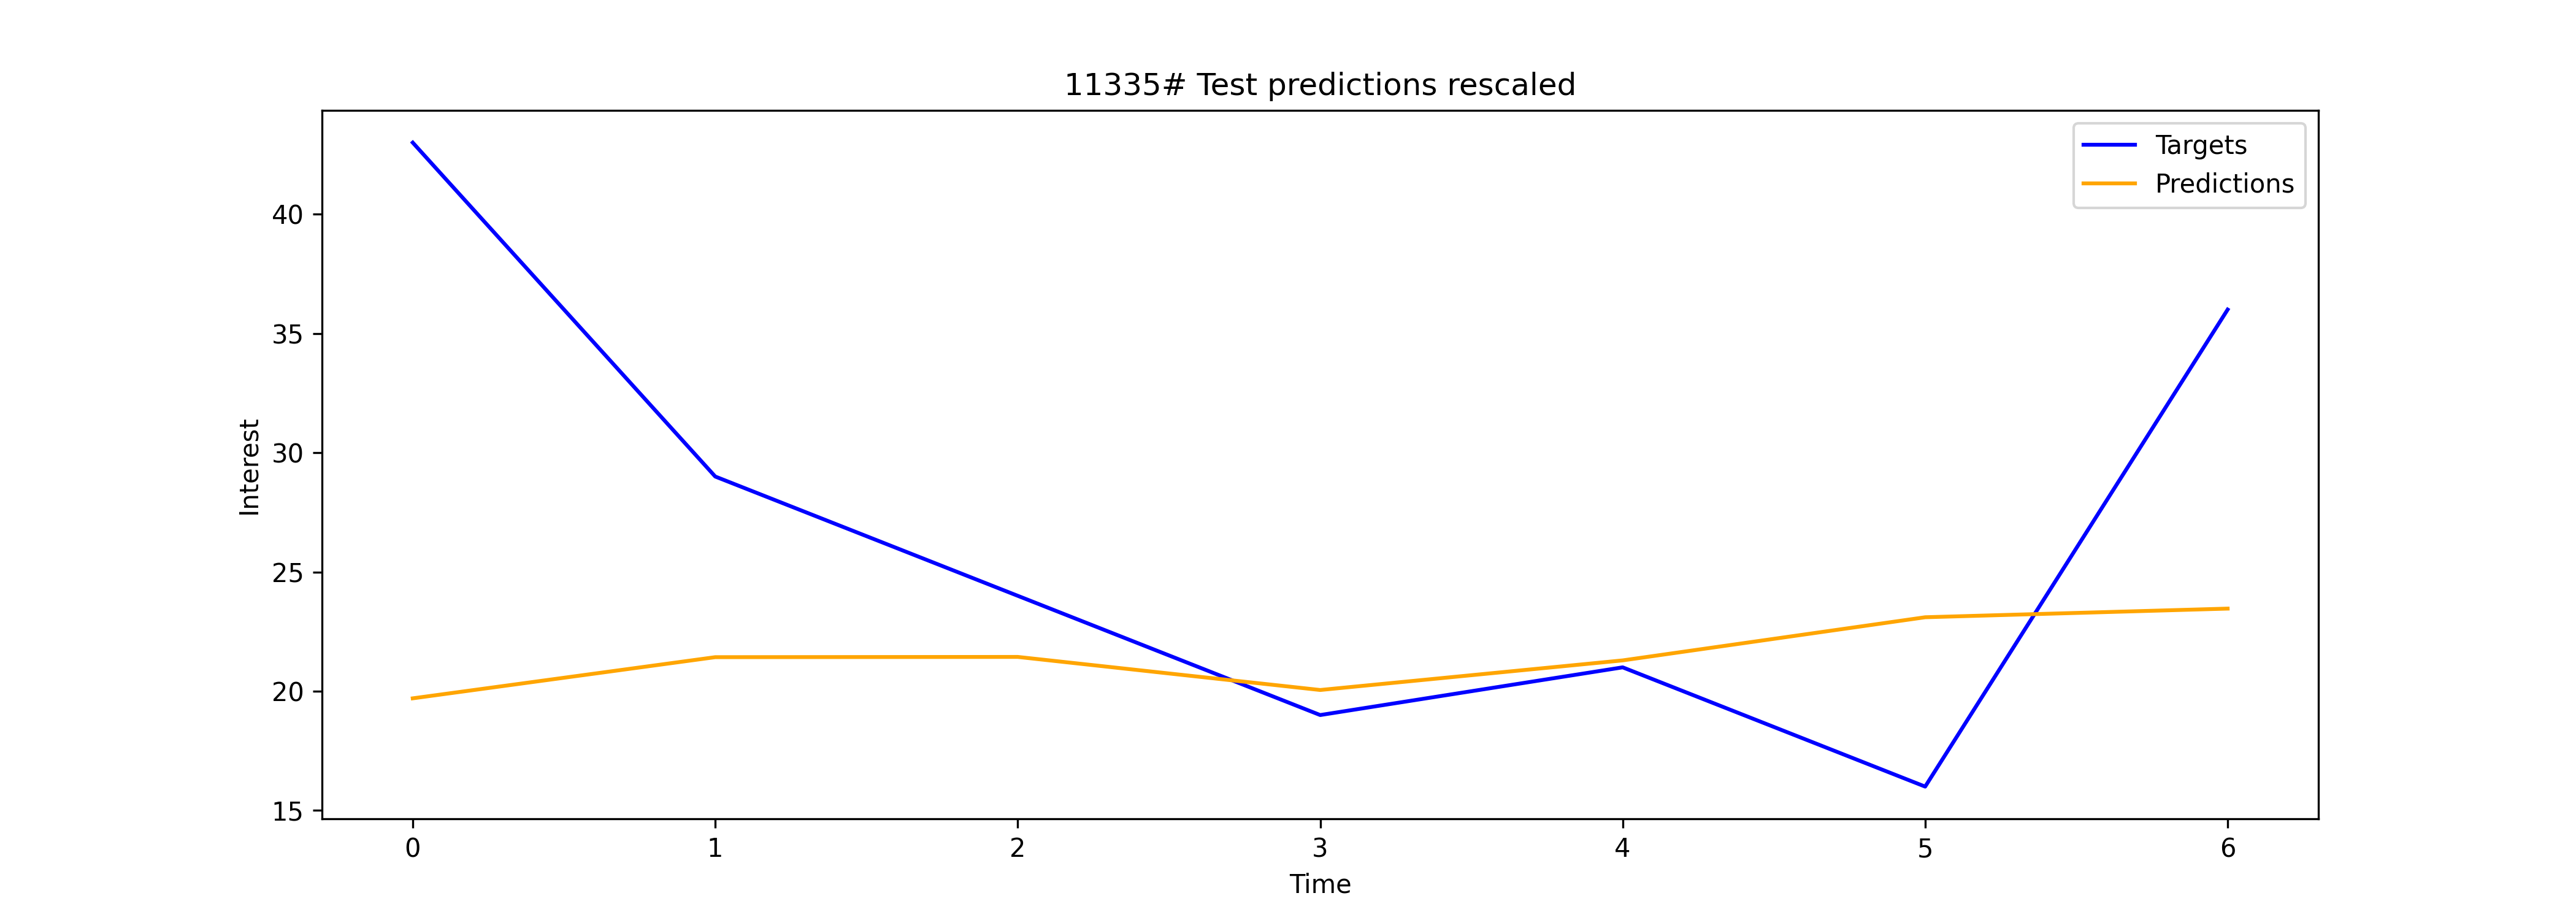 11335# Test predictions rescaled
Targets
Predictions
Interest
40
35
30
25
20
15
0 1 2 3 4 5 6
Time